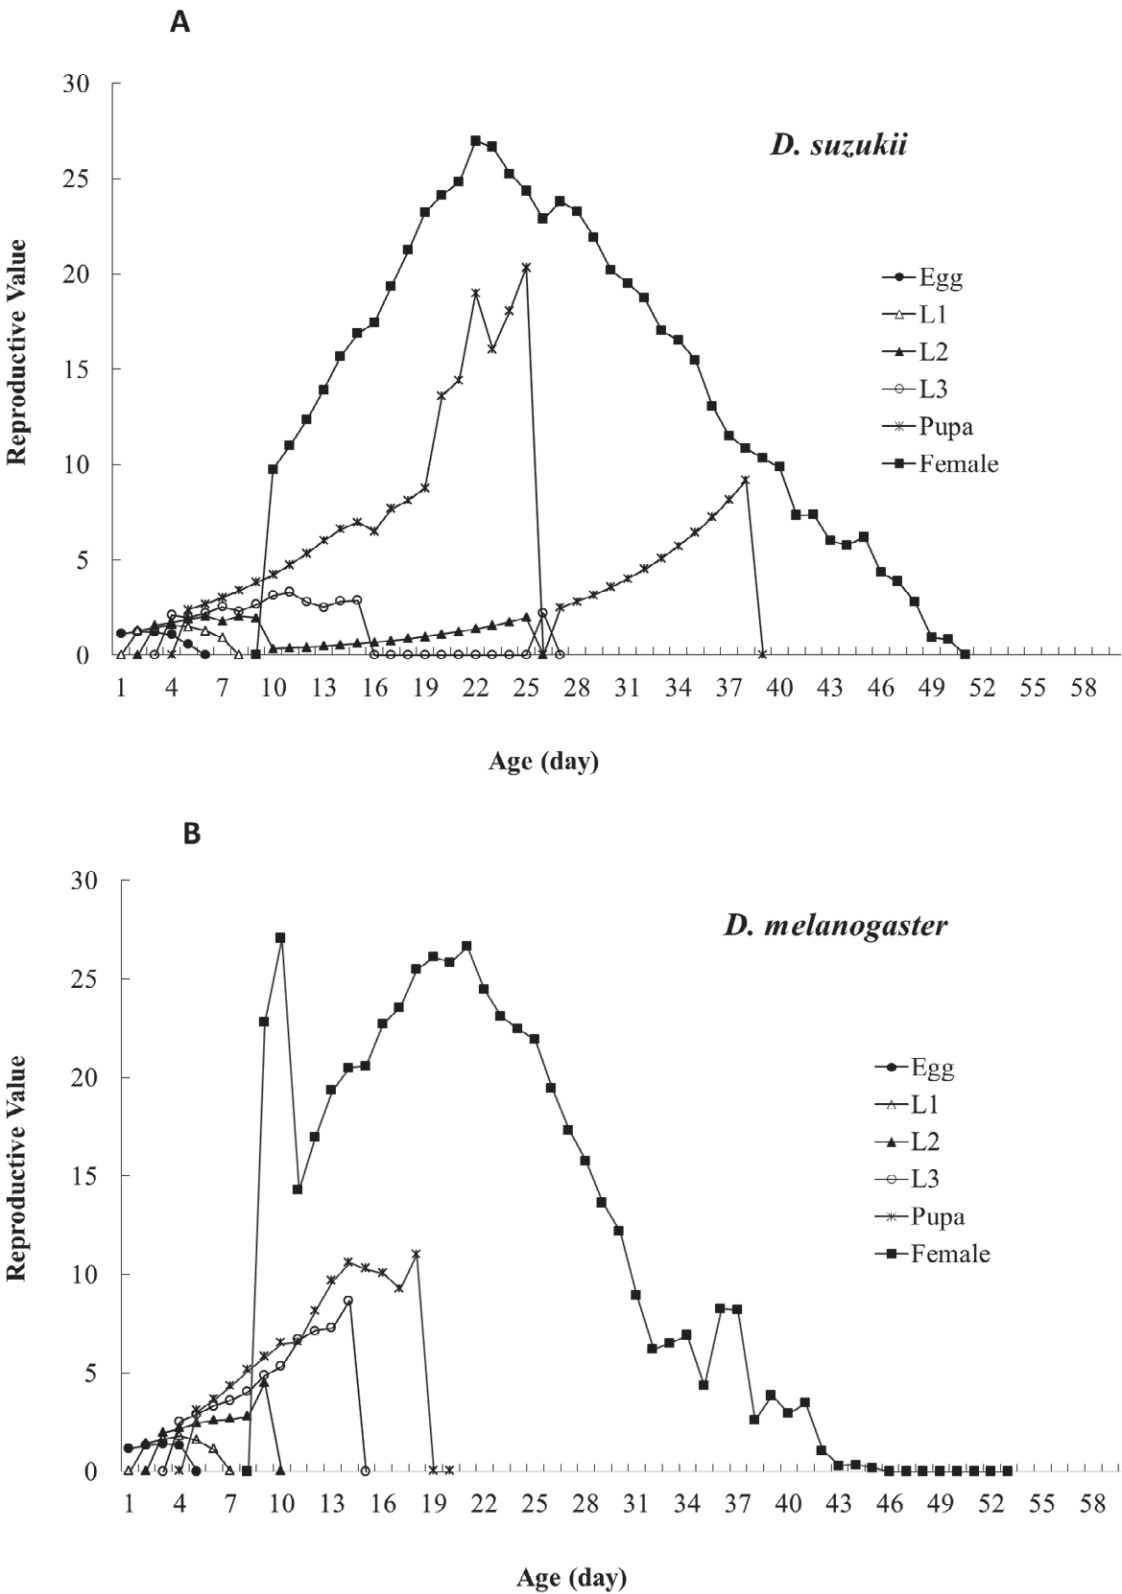 A
30
25
20
15
10
5
0
Reproductive Value
D. suzukii
Egg
L1
L2
L3
Pupa
Female
1 4 7 10 13 16 19 22 25 28 31 34 37 40 43 46 49 52 55 58
Age (day)
B
30
25
20
15
10
5
0
Reproductive Value
D. melanogaster
Egg
L1
L2
L3
Pupa
Female
1 4 7 10 13 16 19 22 25 28 31 34 37 40 43 46 49 52 55 58
Age (day)